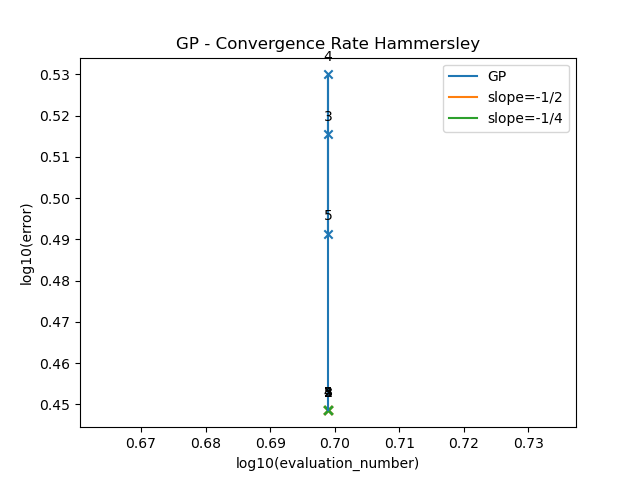 GP - Convergence Rate Hammersley
4
0.53
GP
slope=-1/2
slope=-1/4
0.52
3
0.51
0.50
5
0.49
0.48
0.47
0.46
0.45
log10(error)
0.67 0.68 0.69 0.70 0.71 0.72 0.73
log10(evaluation_number)